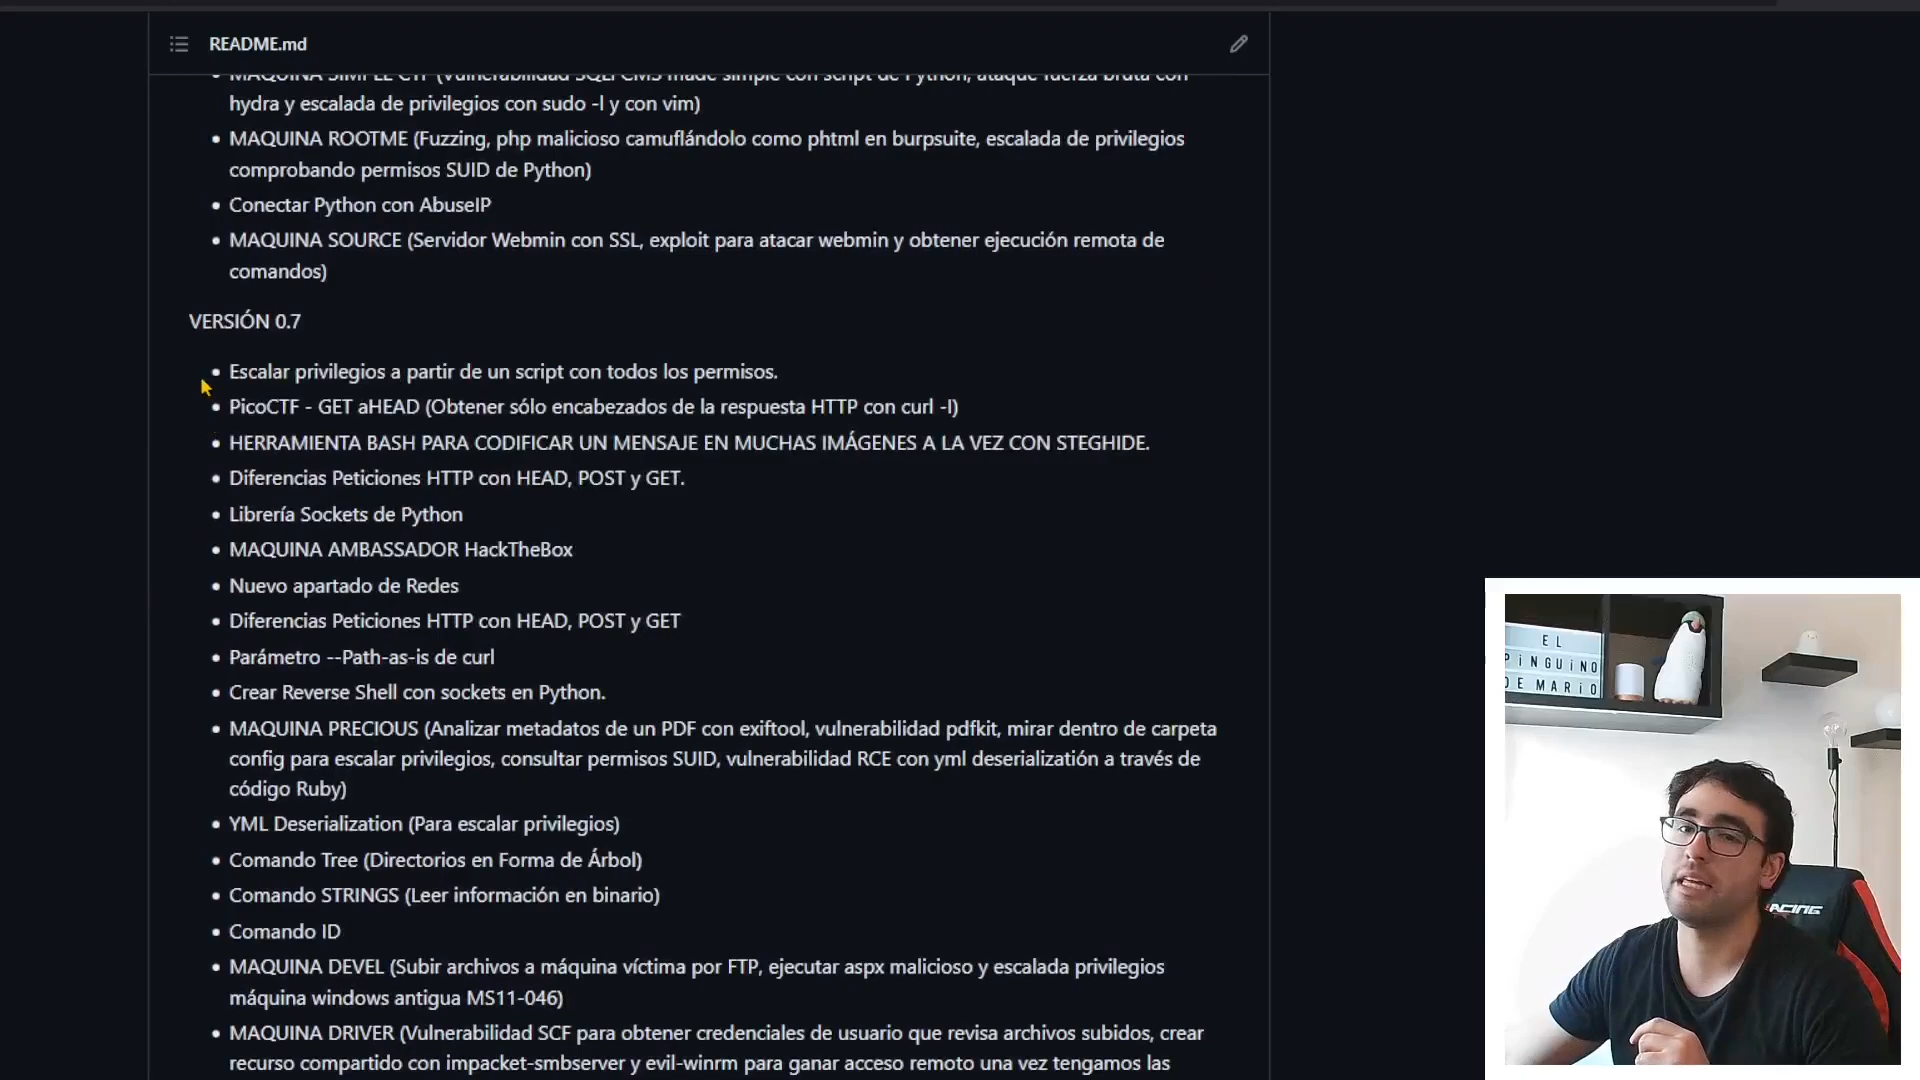 README.md
MAQUINA SIMPLE CTF (Vulnerabilidad SQLi CMS made simple con script de Python, ataque fuerza bruta con
hydra y escalada de privilegios con sudo -l y con vim)
MAQUINA ROOTME (Fuzzing, php malicioso camuflándolo como phtml en burpsuite, escalada de privilegios
comprobando permisos SUID de Python)
Conectar Python con AbuseIP
MAQUINA SOURCE (Servidor Webmin con SSL, exploit para atacar webmin y obtener ejecución remota de
comandos)
VERSIÓN 0.7
Escalar privilegios a partir de un script con todos los permisos.
PicoCTF - GET aHEAD (Obtener sólo encabezados de la respuesta HTTP con curl -I)
HERRAMIENTA BASH PARA CODIFICAR UN MENSAJE EN MUCHAS IMÁGENES A LA VEZ CON STEGHIDE.
Diferencias Peticiones HTTP con HEAD, POST y GET.
Librería Sockets de Python
MAQUINA AMBASSADOR HackTheBox
Nuevo apartado de Redes
Diferencias Peticiones HTTP con HEAD, POST y GET
Parámetro --Path-as-is de curl
Crear Reverse Shell con sockets en Python.
MAQUINA PRECIOUS (Analizar metadatos de un PDF con exiftool, vulnerabilidad pdfkit, mirar dentro de carpeta
config para escalar privilegios, consultar permisos SUID, vulnerabilidad RCE con yml deserializatión a través de
código Ruby)
YML Deserialization (Para escalar privilegios)
Comando Tree (Directorios en Forma de Árbol)
Comando STRINGS (Leer información en binario)
Comando ID
MAQUINA DEVEL (Subir archivos a máquina víctima por FTP, ejecutar aspx malicioso y escalada privilegios
máquina windows antigua MS11-046)
MAQUINA DRIVER (Vulnerabilidad SCF para obtener credenciales de usuario que revisa archivos subidos, crear
recurso compartido con impacket-smbserver y evil-winrm para ganar acceso remoto una vez tengamos las
EL
PiNGUiNO
DE MARiO
ACING